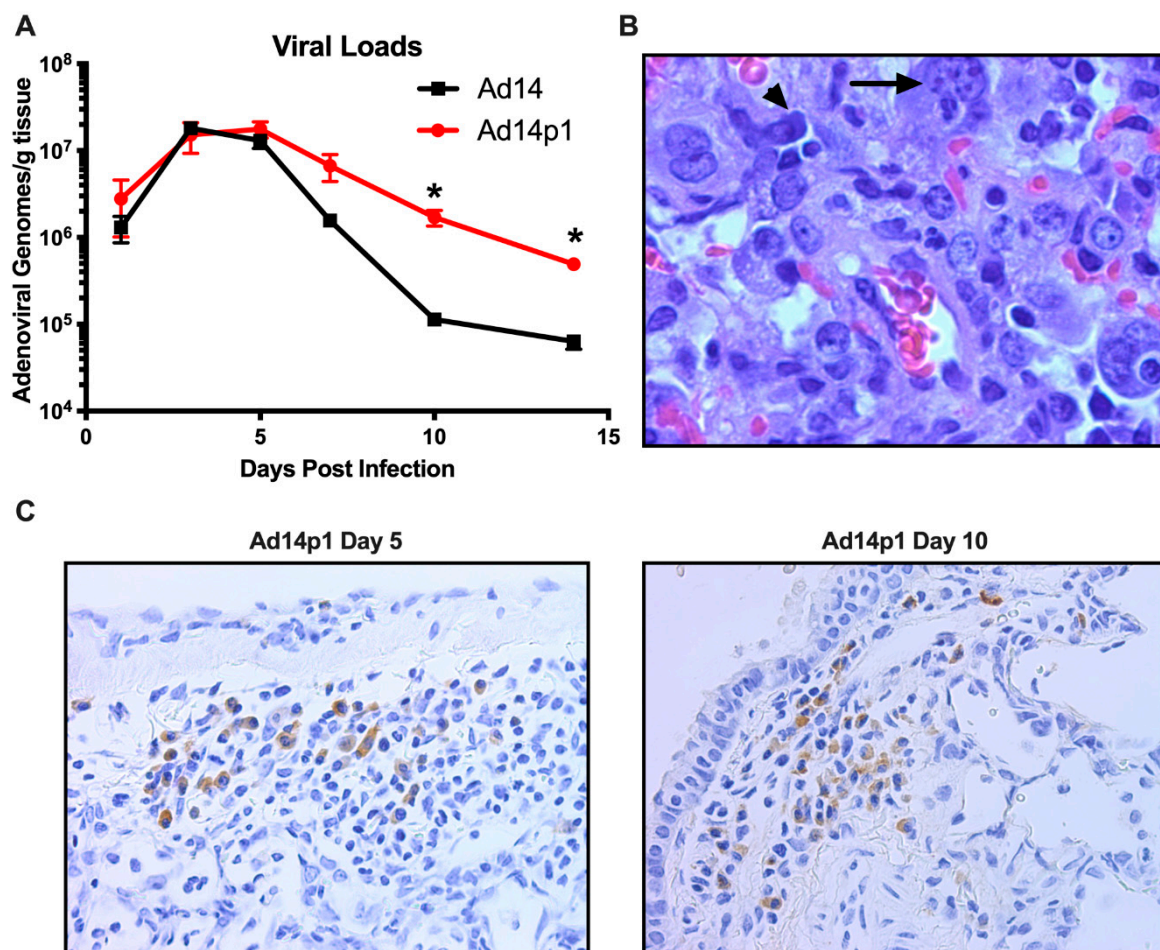 A
Viral Loads
Adenoviral Genomes/g tissue
10⁸
10⁷
10⁶
10⁵
10⁴
Ad14
Ad14p1
*
*
0
5
10
15
Days Post Infection
B
C
Ad14p1 Day 5
Ad14p1 Day 10